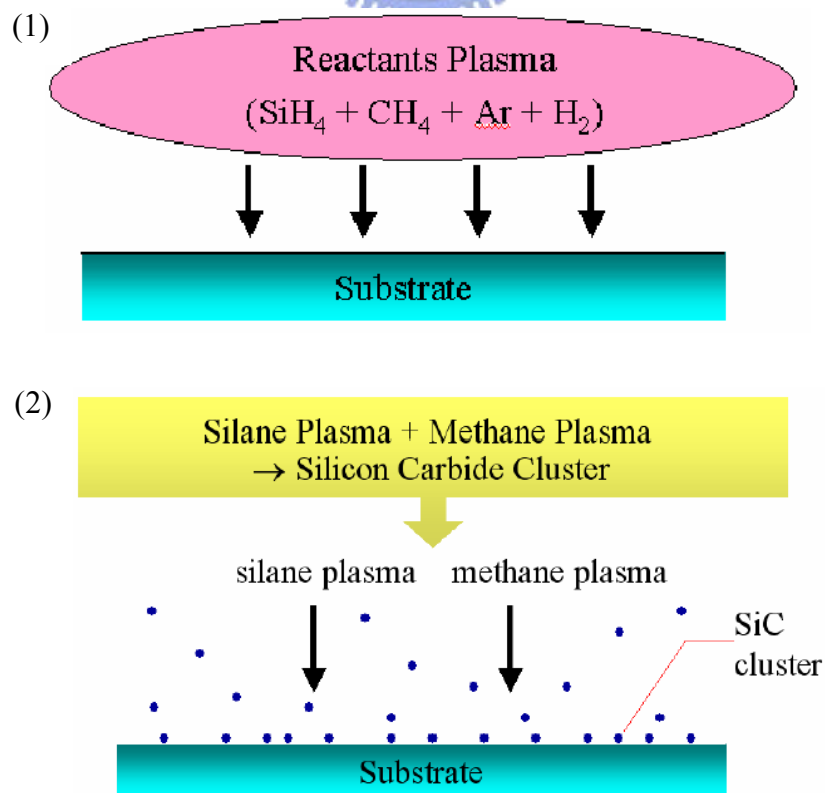 (1)
Reactants Plasma
(SiH₄ + CH₄ + Ar + H₂)
Substrate
(2)
Silane Plasma + Methane Plasma
→ Silicon Carbide Cluster
silane plasma methane plasma
SiC
cluster
Substrate